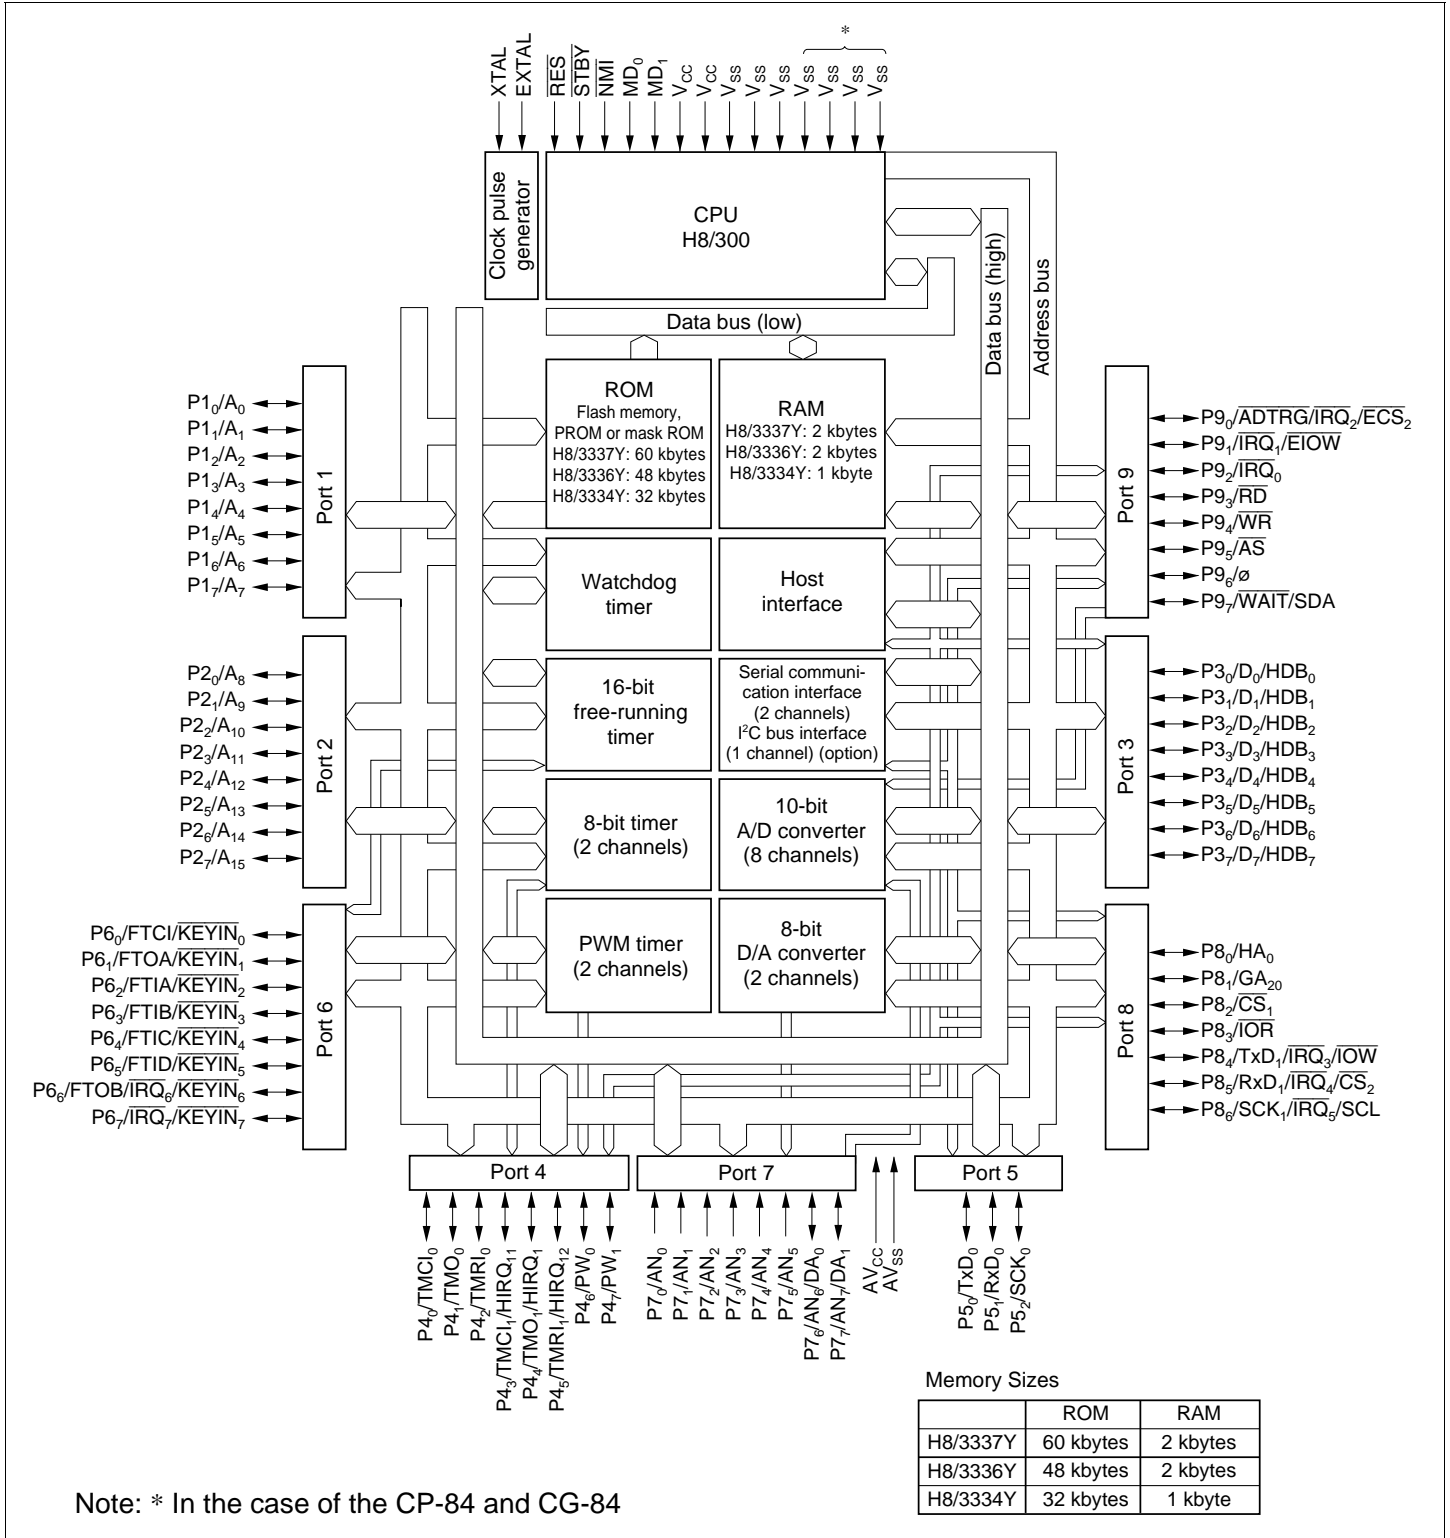 *
XTAL
EXTAL
RES
STBY
NMI
MD0
MD1
VCC
VCC
VSS
VSS
VSS
VSS
VSS
VSS
VSS
Clock pulse
generator
CPU
H8/300
Data bus (low)
Data bus (high)
Address bus
ROM
Flash memory,
PROM or mask ROM
H8/3337Y: 60 kbytes
H8/3336Y: 48 kbytes
H8/3334Y: 32 kbytes
RAM
H8/3337Y: 2 kbytes
H8/3336Y: 2 kbytes
H8/3334Y: 1 kbyte
Watchdog
timer
Host
interface
16-bit
free-running
timer
Serial communi-
cation interface
(2 channels)
I2C bus interface
(1 channel) (option)
8-bit timer
(2 channels)
10-bit
A/D converter
(8 channels)
PWM timer
(2 channels)
8-bit
D/A converter
(2 channels)
P10/A0
P11/A1
P12/A2
P13/A3
P14/A4
P15/A5
P16/A6
P17/A7
Port 1
P20/A8
P21/A9
P22/A10
P23/A11
P24/A12
P25/A13
P26/A14
P27/A15
Port 2
P60/FTCI/KEYIN0
P61/FTOA/KEYIN1
P62/FTIA/KEYIN2
P63/FTIB/KEYIN3
P64/FTIC/KEYIN4
P65/FTID/KEYIN5
P66/FTOB/IRQ6/KEYIN6
P67/IRQ7/KEYIN7
Port 6
Port 9
P90/ADTRG/IRQ2/ECS2
P91/IRQ1/EIOW
P92/IRQ0
P93/RD
P94/WR
P95/AS
P96/ø
P97/WAIT/SDA
Port 3
P30/D0/HDB0
P31/D1/HDB1
P32/D2/HDB2
P33/D3/HDB3
P34/D4/HDB4
P35/D5/HDB5
P36/D6/HDB6
P37/D7/HDB7
Port 8
P80/HA0
P81/GA20
P82/CS1
P83/IOR
P84/TxD1/IRQ3/IOW
P85/RxD1/IRQ4/CS2
P86/SCK1/IRQ5/SCL
Port 4
P40/TMCI0
P41/TMO0
P42/TMRI0
P43/TMCI1/HIRQ11
P44/TMO1/HIRQ1
P45/TMRI1/HIRQ12
P46/PW0
P47/PW1
Port 7
P70/AN0
P71/AN1
P72/AN2
P73/AN3
P74/AN4
P75/AN5
P76/AN6/DA0
P77/AN7/DA1
AVCC
AVSS
Port 5
P50/TxD0
P51/RxD0
P52/SCK0
Memory Sizes
ROM RAM
H8/3337Y 60 kbytes 2 kbytes
H8/3336Y 48 kbytes 2 kbytes
H8/3334Y 32 kbytes 1 kbyte
Note: * In the case of the CP-84 and CG-84